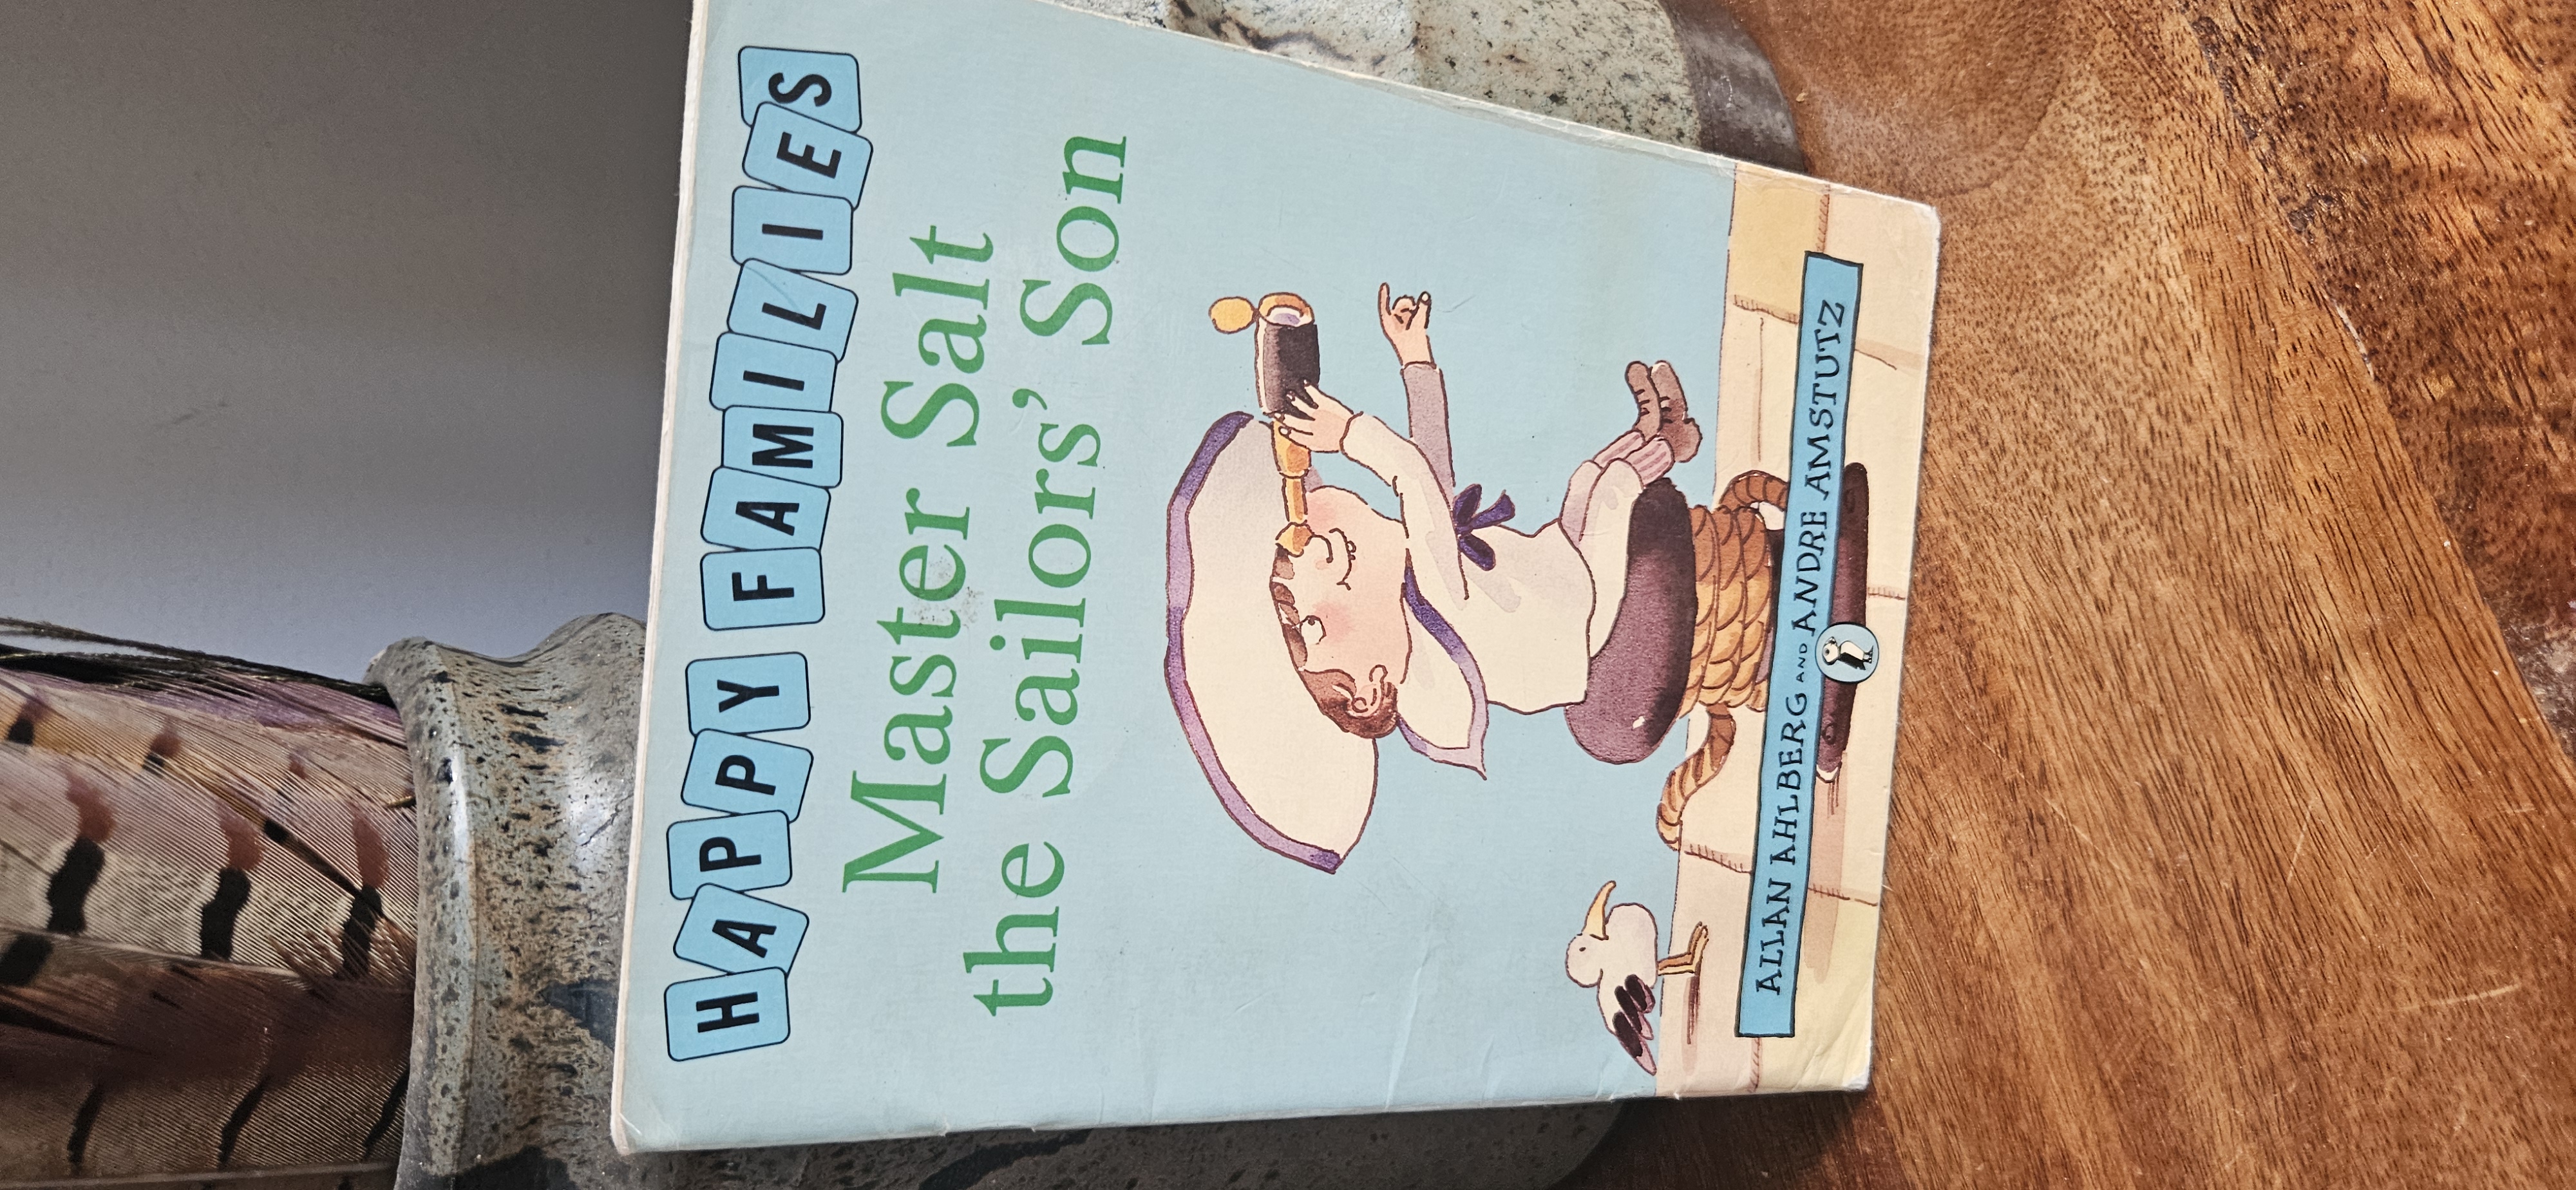 HAPPY FAMILIES
Master Salt
the Sailors' Son
ALLAN AHLBERG AND ANDRE AMSTUTZ